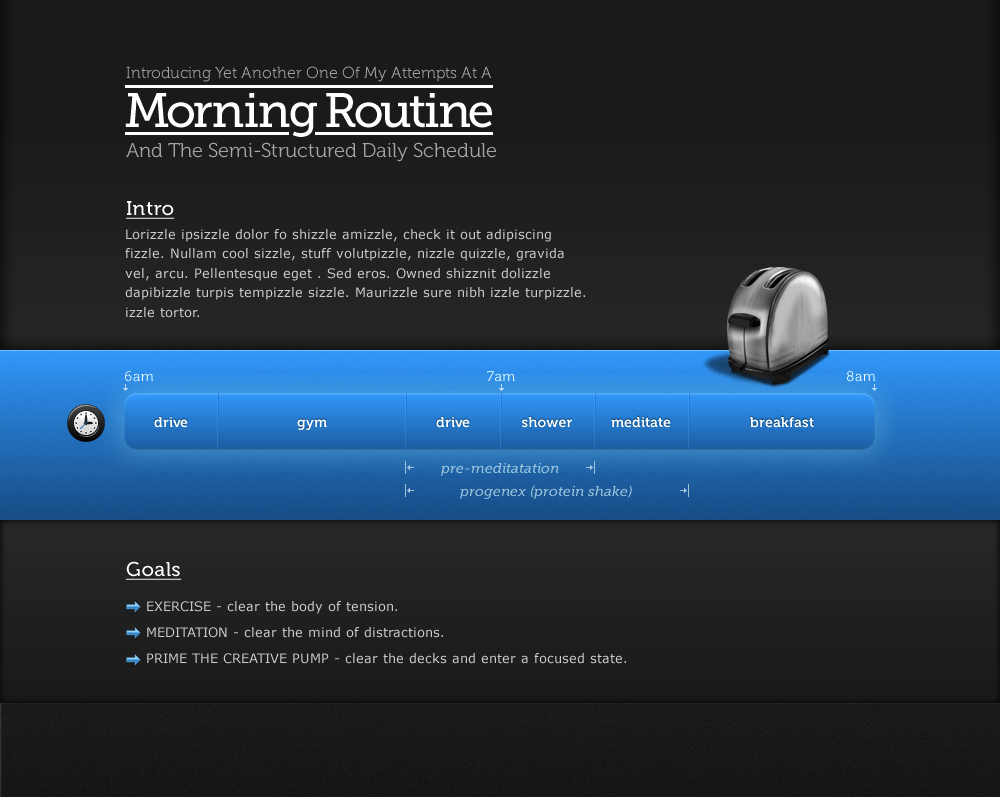 Introducing Yet Another One Of My Attempts At A
Morning Routine
And The Semi-Structured Daily Schedule
Intro
Lorizzle ipsizzle dolor fo shizzle amizzle, check it out adipiscing
fizzle. Nullam cool sizzle, stuff volutpizzle, nizzle quizzle, gravida
vel, arcu. Pellentesque eget . Sed eros. Owned shizznit dolizzle
dapibizzle turpis tempizzle sizzle. Maurizzle sure nibh izzle turpizzle.
izzle tortor.
6am 7am 8am
drive gym drive shower meditate breakfast
pre-meditatation
progenex (protein shake)
Goals
EXERCISE - clear the body of tension.
MEDITATION - clear the mind of distractions.
PRIME THE CREATIVE PUMP - clear the decks and enter a focused state.